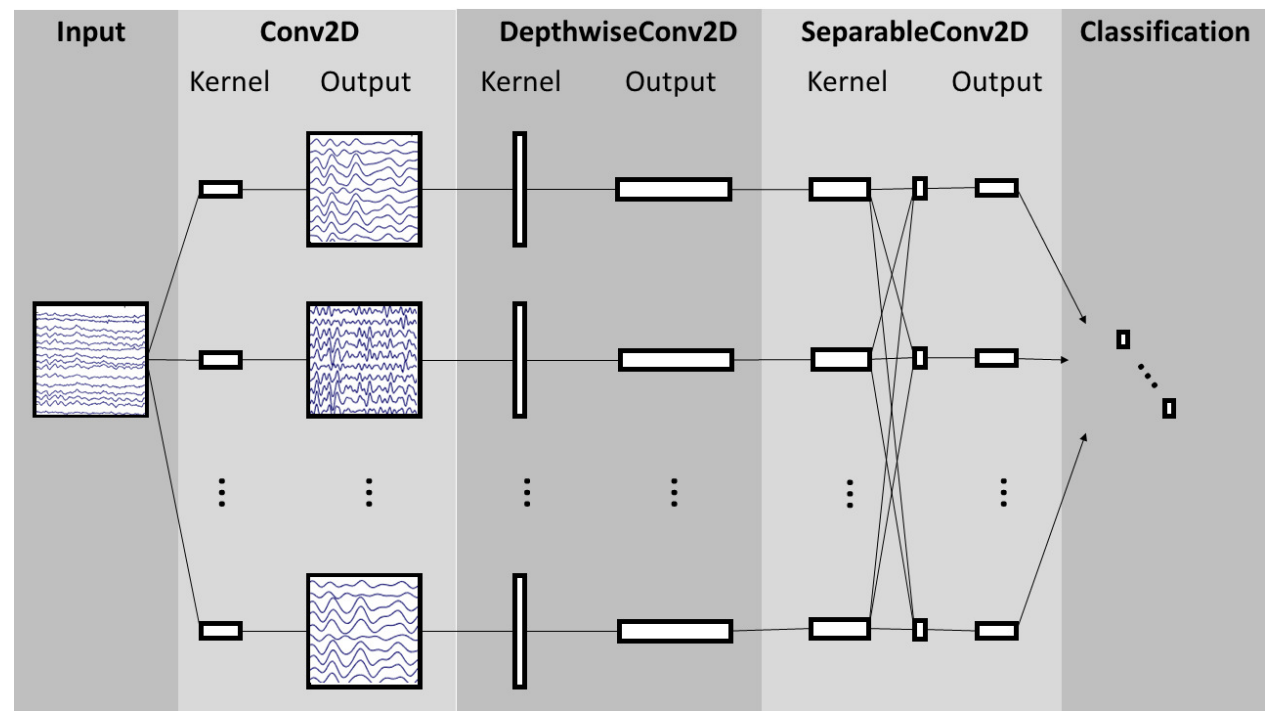 Input Conv2D DepthwiseConv2D SeparableConv2D Classification
Kernel Output Kernel Output Kernel Output